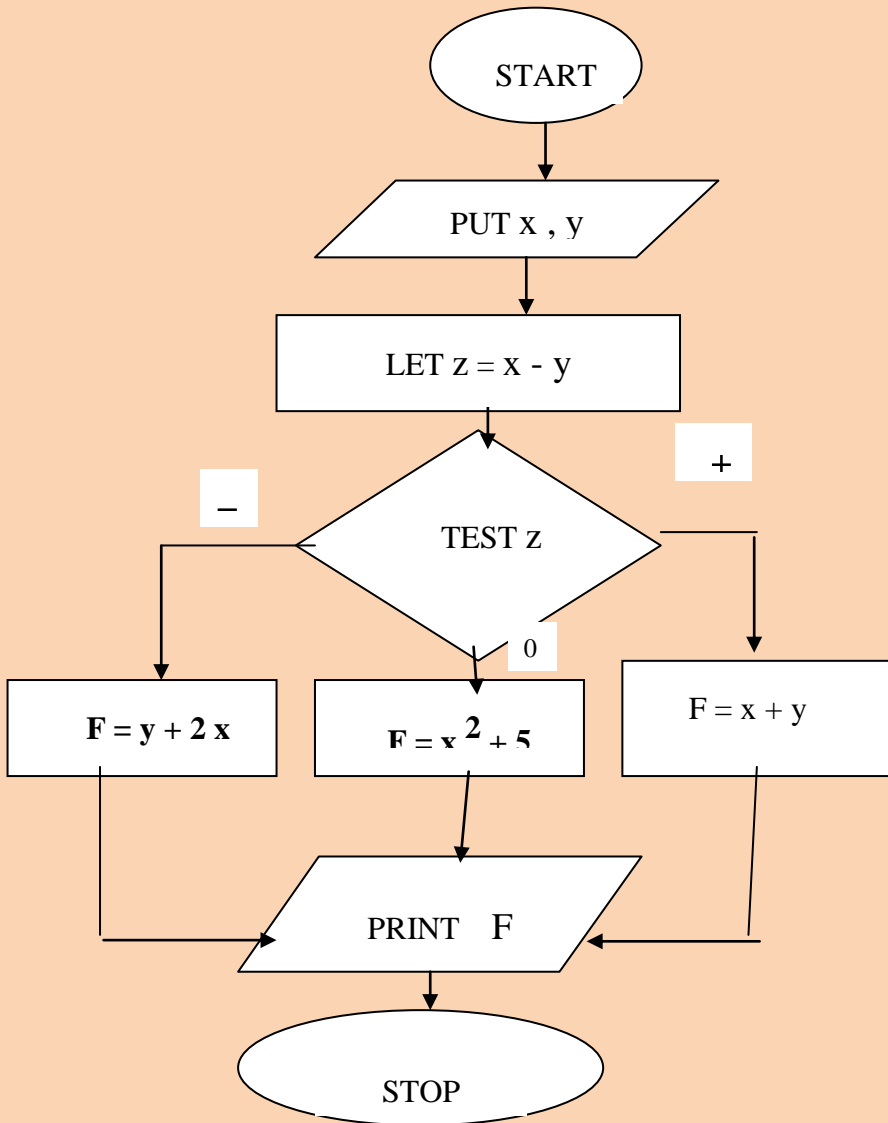 START
PUT x , y
LET z = x - y
+
–
TEST z
0
F = y + 2 x
F = x 2 + 5
F = x + y
PRINT F
STOP